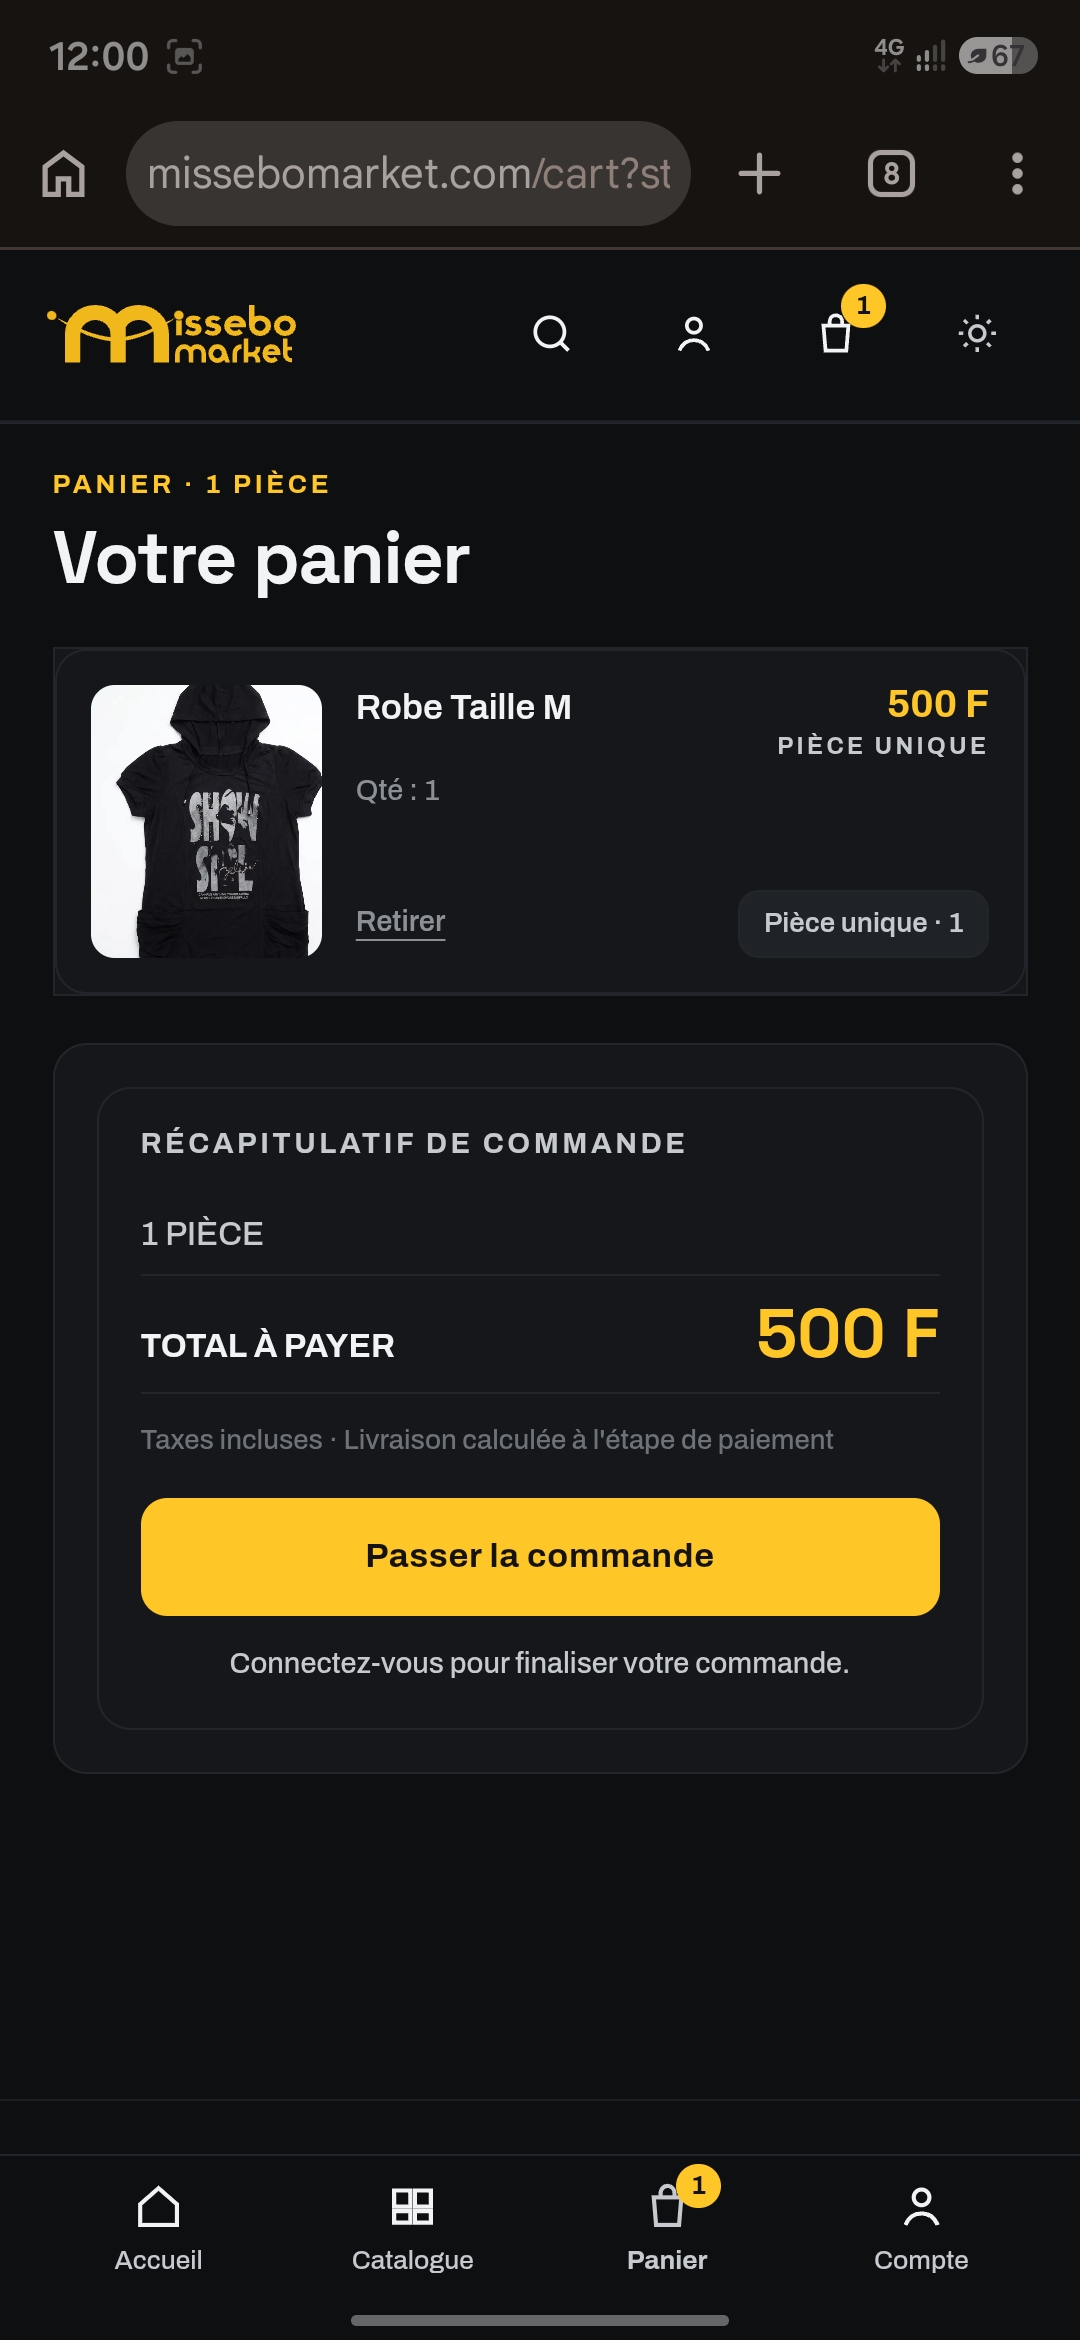 12:00
4G
67
missebomarket.com/cart?st
8
missebo
market
1
PANIER · 1 PIÈCE
Votre panier
Robe Taille M
500 F
PIÈCE UNIQUE
Qté : 1
SHOW
Retirer
Pièce unique · 1
RÉCAPITULATIF DE COMMANDE
1 PIÈCE
TOTAL À PAYER
500 F
Taxes incluses · Livraison calculée à l'étape de paiement
Passer la commande
Connectez-vous pour finaliser votre commande.
1
Accueil
Catalogue
Panier
Compte